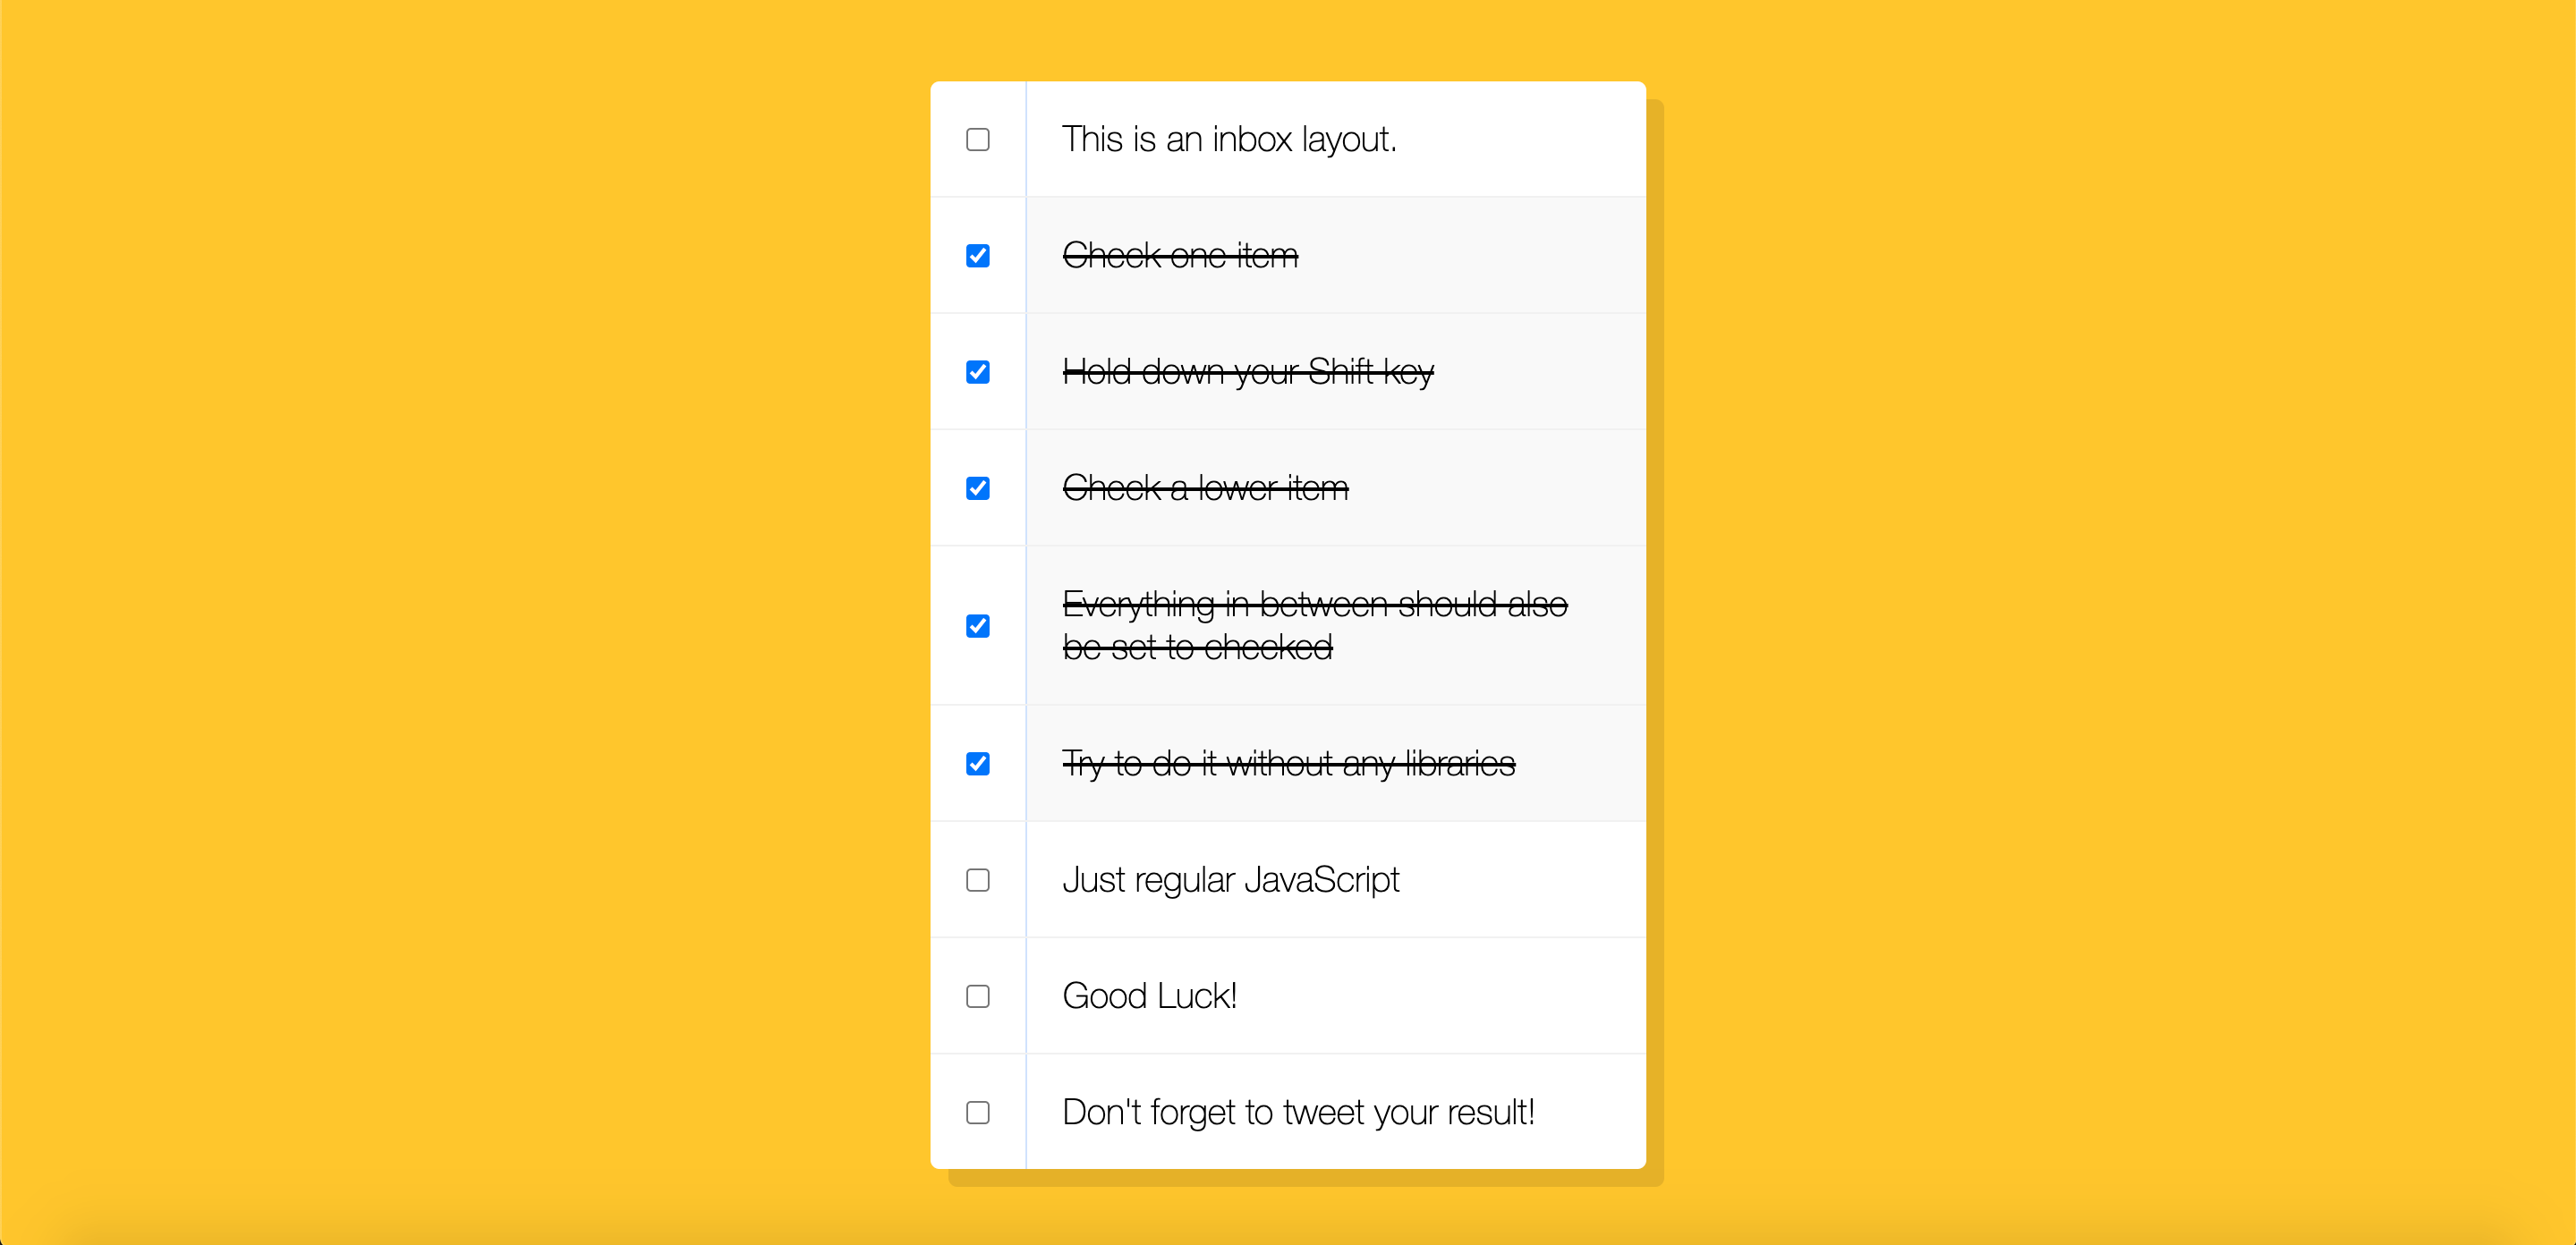 This is an inbox layout.
Check one item
Hold down your Shift key
Check a lower item
Everything in between should also
be set to checked
Try to do it without any libraries
Just regular JavaScript
Good Luck!
Don't forget to tweet your result!